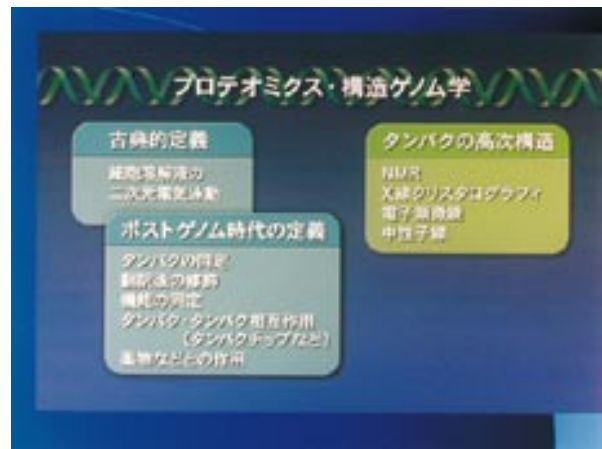 プロテオミクス・構造ゲノム学
古典的定義
細胞溶解液の
二次元電気泳動
ポストゲノム時代の定義
タンパクの同定
翻訳後の修飾
機能の同定
タンパク・タンパク相互作用
(タンパクチップなど)
薬物などとの作用
タンパクの高次構造
NMR
X線クリスタログラフィ
電子顕微鏡
中性子線